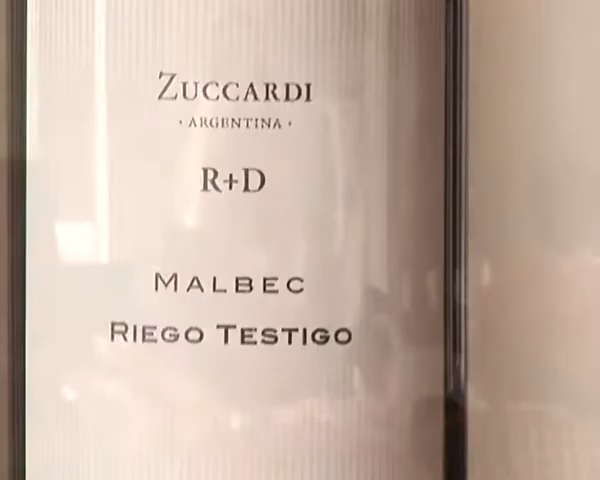 ZUCCARDI
· ARGENTINA ·
R+D
MALBEC
RIEGO TESTIGO